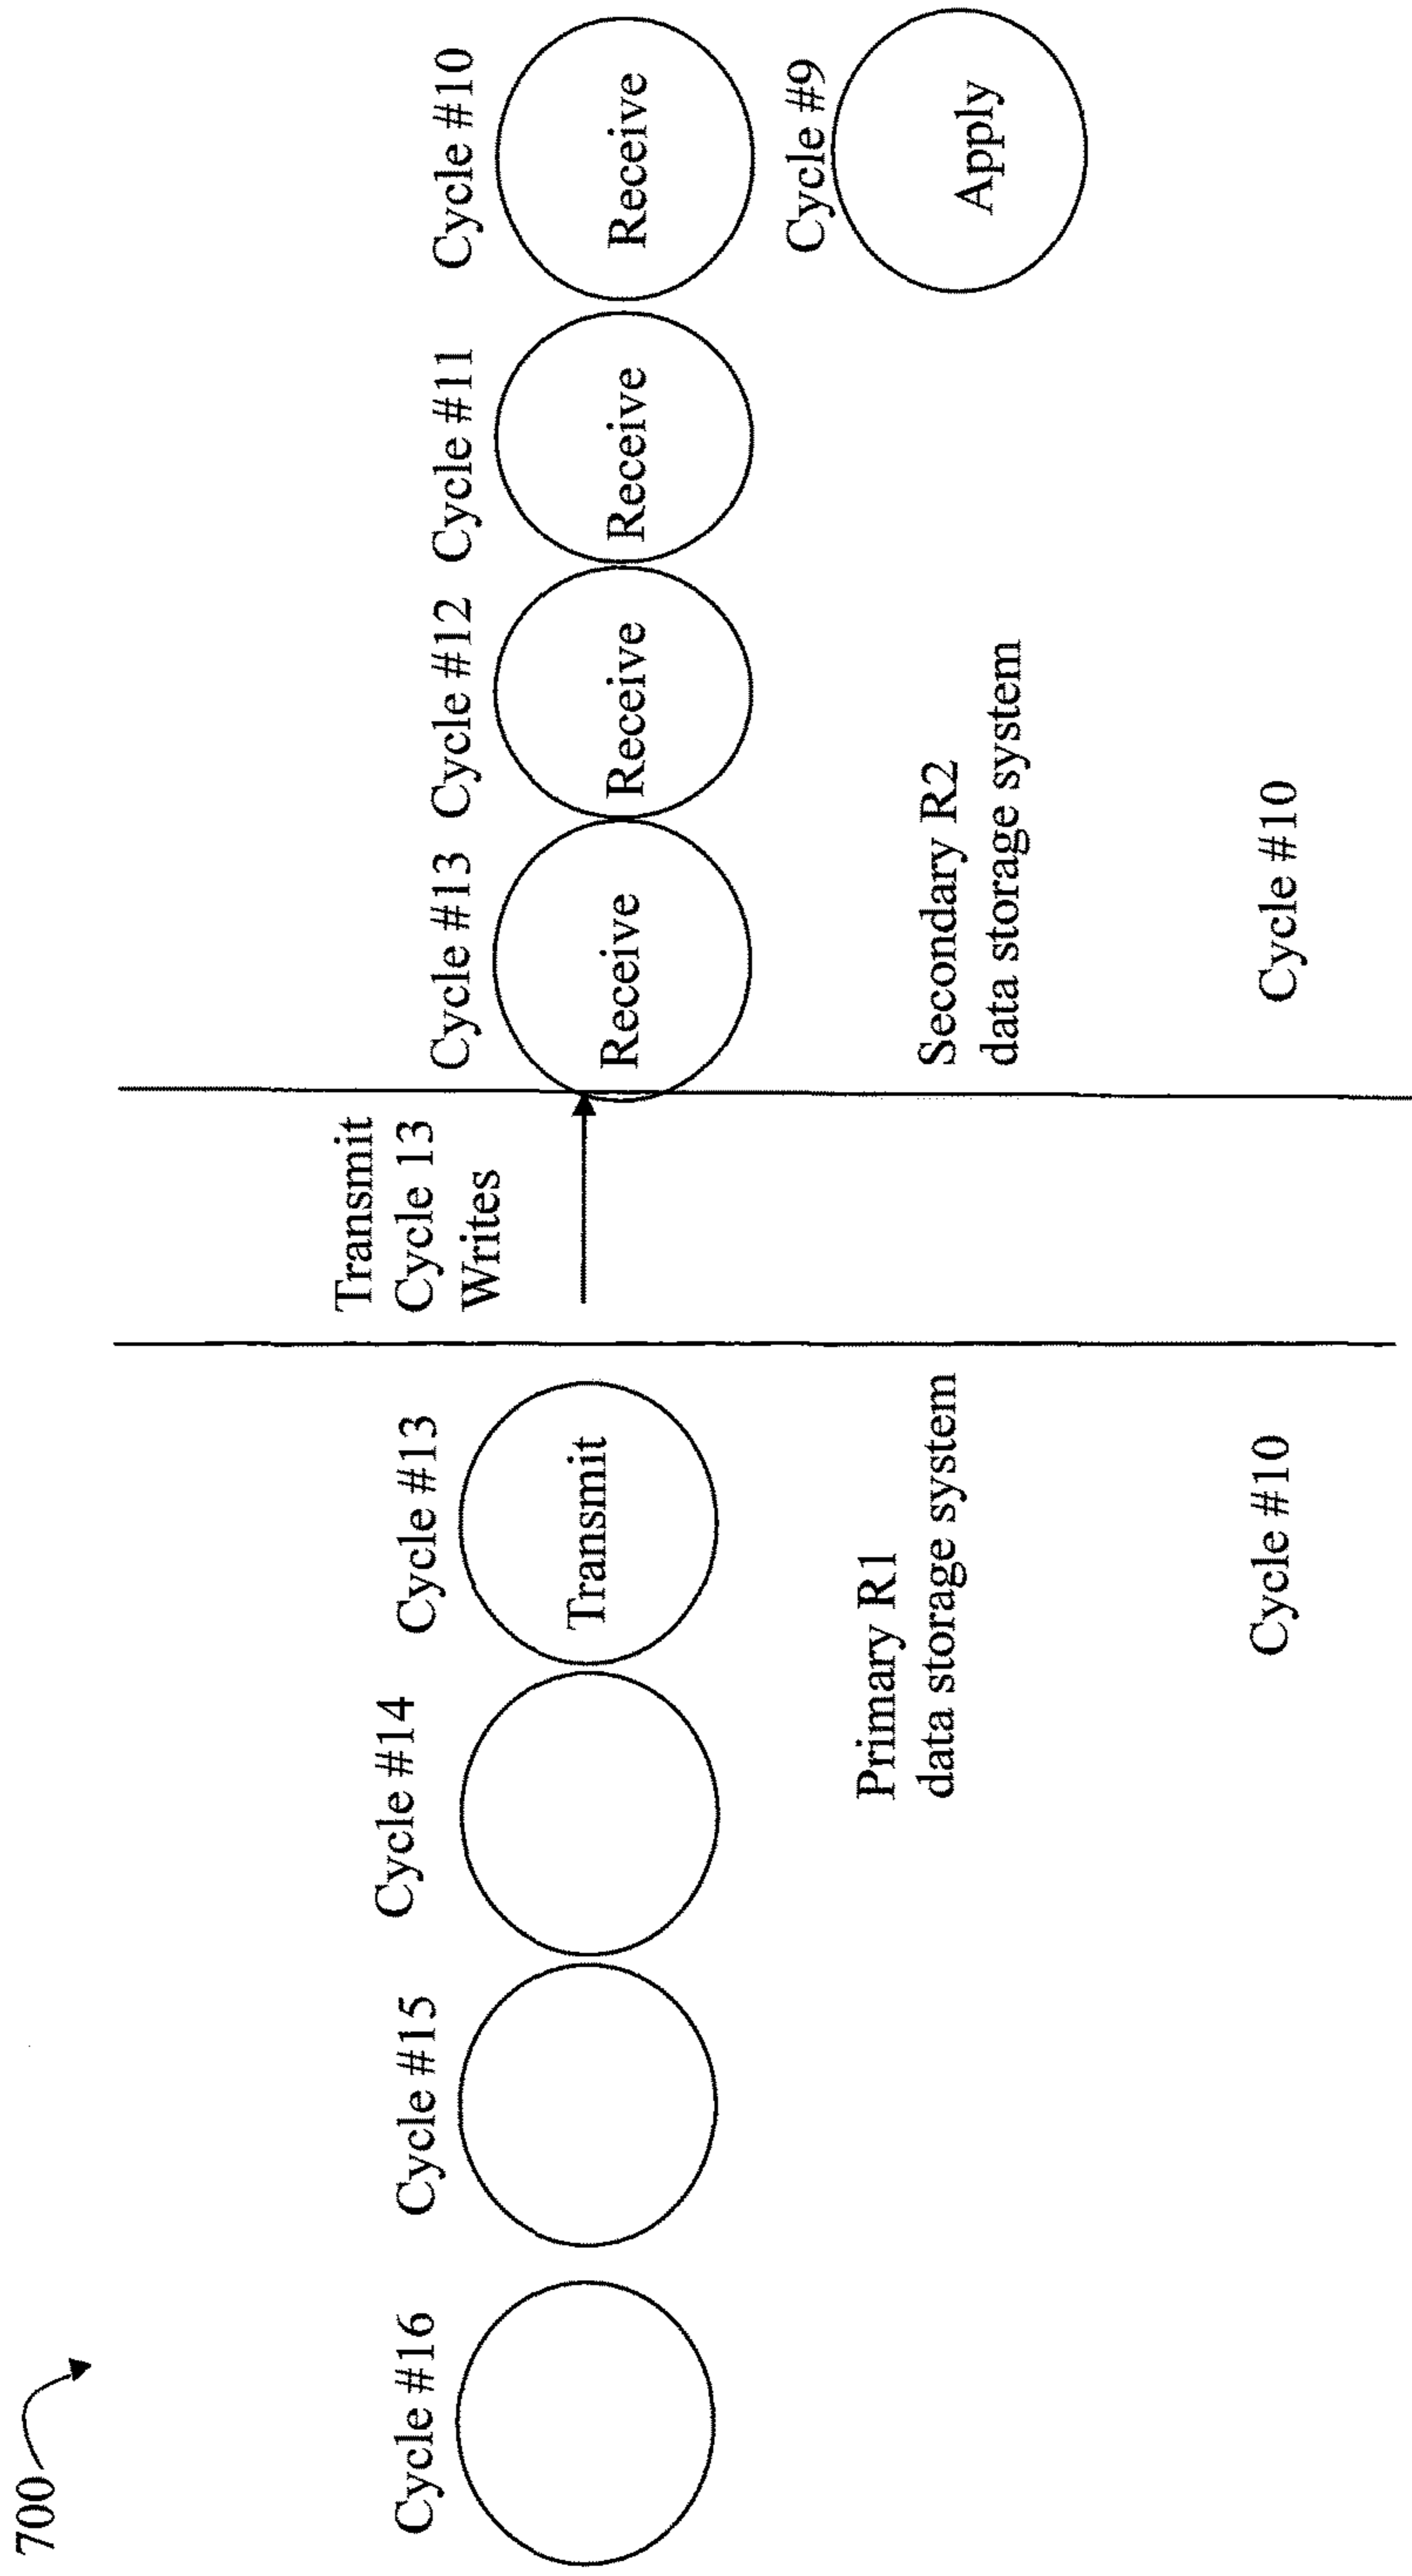 700
Cycle #16
Cycle #15
Cycle #14
Cycle #13
Transmit
Primary R1
data storage system
Cycle #10
Transmit
Cycle 13
Writes
Cycle #13
Cycle #12
Cycle #11
Cycle #10
Receive
Receive
Receive
Receive
Cycle #9
Apply
Secondary R2
data storage system
Cycle #10